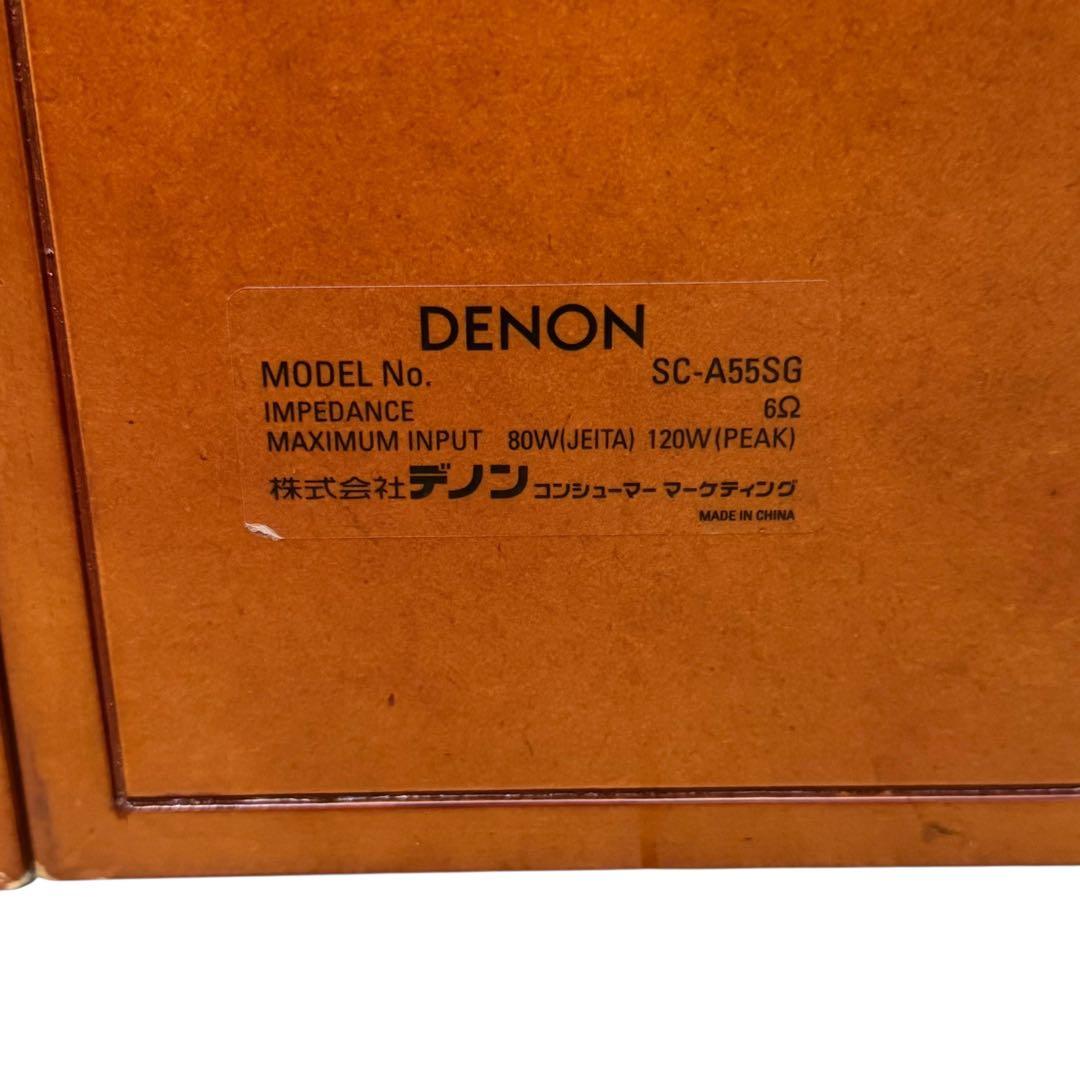 DENON
MODEL No. SC-A55SG
IMPEDANCE 6Ω
MAXIMUM INPUT 80W(JEITA) 120W(PEAK)
株式会社デノン コンシューマー マーケティング
MADE IN CHINA